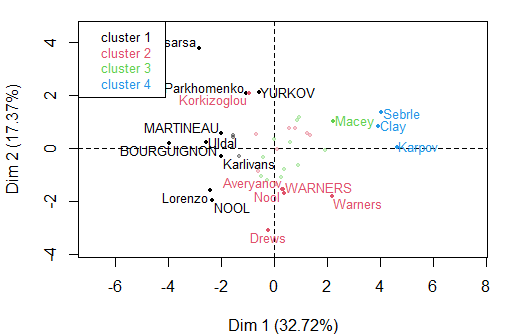 cluster 1
cluster 2
cluster 3
cluster 4
sarsa
Parkhomenko
YURKOV
Korkizoglou
Macey
Sebrle
Clay
MARTINEAU
Uldal
BOURGUIGNON
Karpov
Karlivans
Averyanov
WARNERS
Nool
Lorenzo
NOOL
Warners
Drews
4
2
0
-2
-4
-6
-4
-2
0
2
4
6
8
Dim 2 (17.37%)
Dim 1 (32.72%)